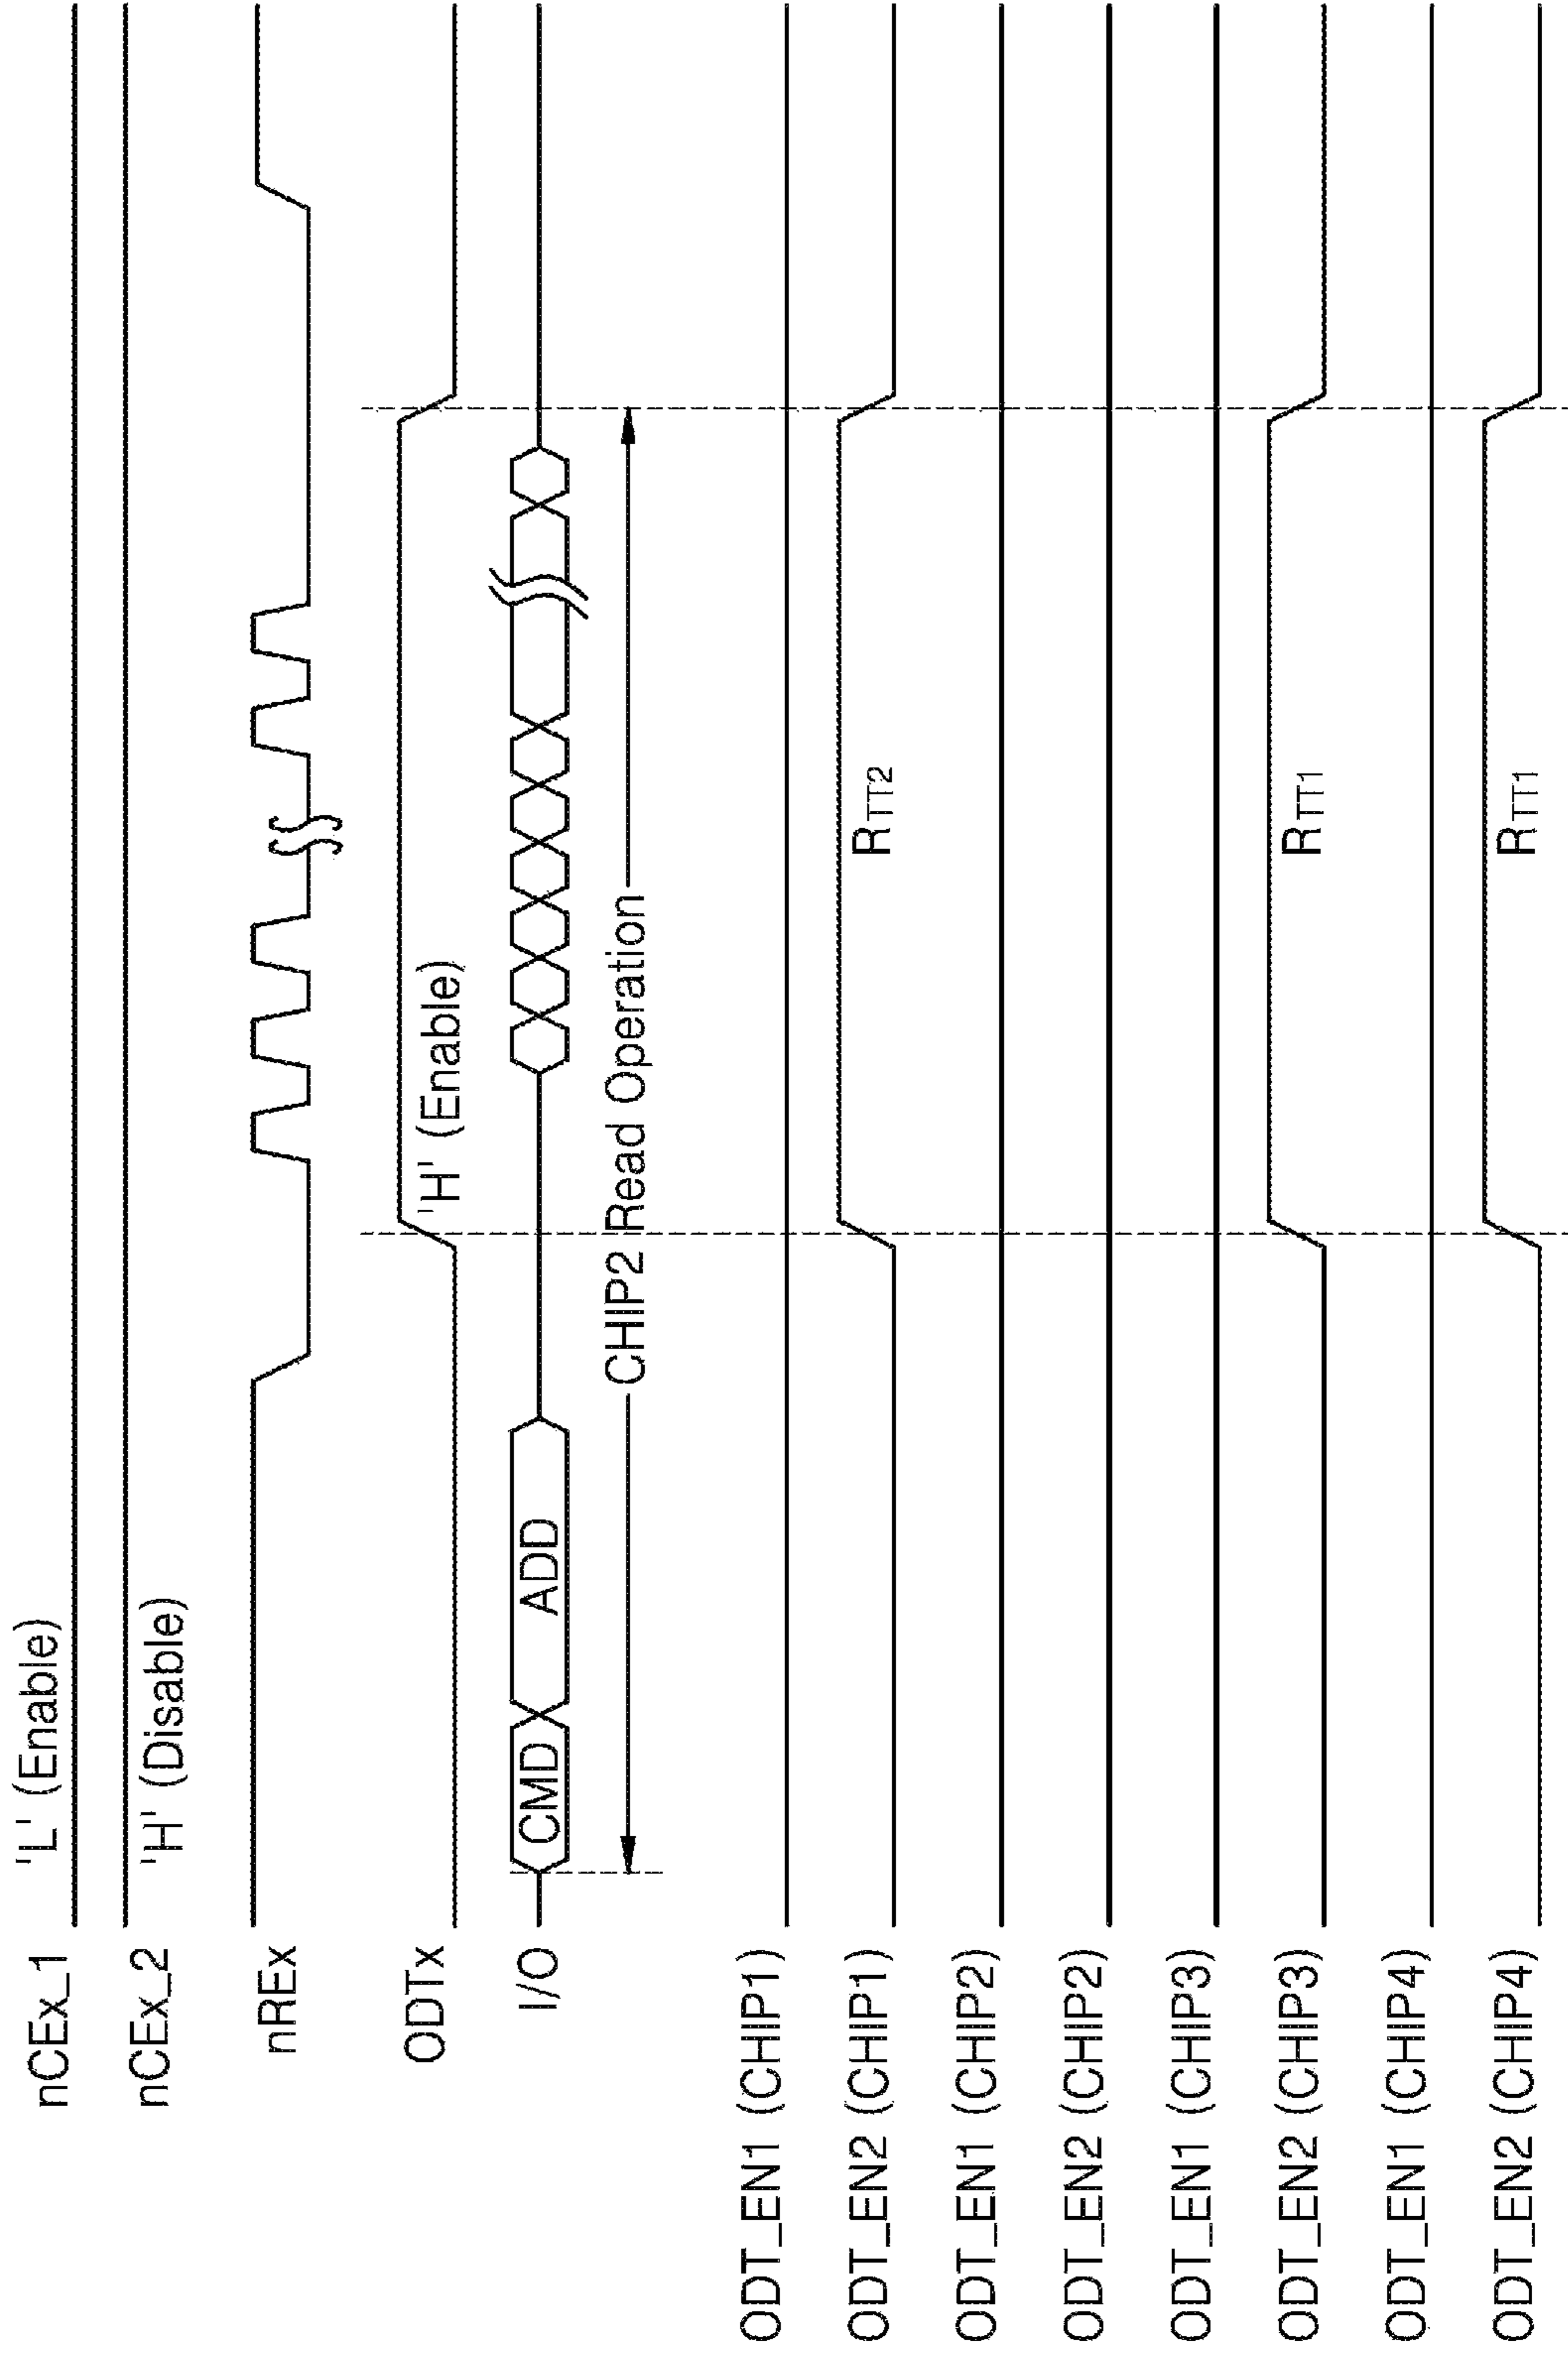 nCEx_1 'L' (Enable)
nCEx_2 'H' (Disable)
nREx
ODTx 'H' (Enable)
I/O CMD ADD
CHIP2 Read Operation
ODT_EN1 (CHIP1)
ODT_EN2 (CHIP1) RTT2
ODT_EN1 (CHIP2)
ODT_EN2 (CHIP2)
ODT_EN1 (CHIP3)
ODT_EN2 (CHIP3) RTT1
ODT_EN1 (CHIP4)
ODT_EN2 (CHIP4) RTT1